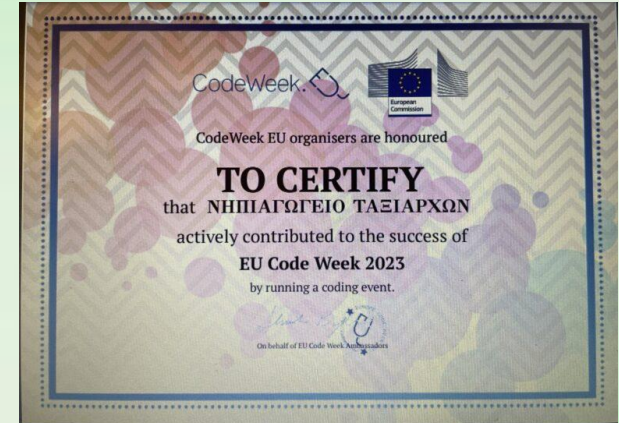 CodeWeek.EU
European
Commission
CodeWeek EU organisers are honoured
TO CERTIFY
that ΝΗΠΙΑΓΩΓΕΙΟ ΤΑΞΙΑΡΧΩΝ
actively contributed to the success of
EU Code Week 2023
by running a coding event.
On behalf of EU Code Week Ambassadors